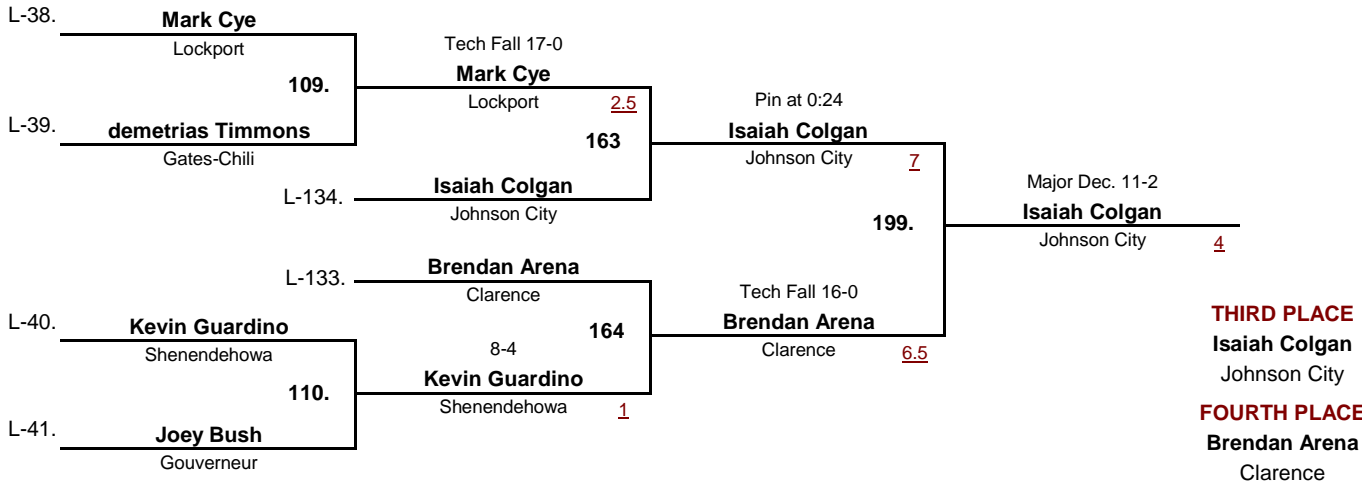 L-38.
Mark Cye
Lockport
109.
L-39.
demetrias Timmons
Gates-Chili
Tech Fall 17-0
Mark Cye
Lockport
2.5
163
L-134.
Isaiah Colgan
Johnson City
Pin at 0:24
Isaiah Colgan
Johnson City
7
199.
Major Dec. 11-2
Isaiah Colgan
Johnson City
4
L-133.
Brendan Arena
Clarence
164
L-40.
Kevin Guardino
Shenendehowa
110.
L-41.
Joey Bush
Gouverneur
8-4
Kevin Guardino
Shenendehowa
1
Tech Fall 16-0
Brendan Arena
Clarence
6.5
THIRD PLACE
Isaiah Colgan
Johnson City
FOURTH PLACE
Brendan Arena
Clarence